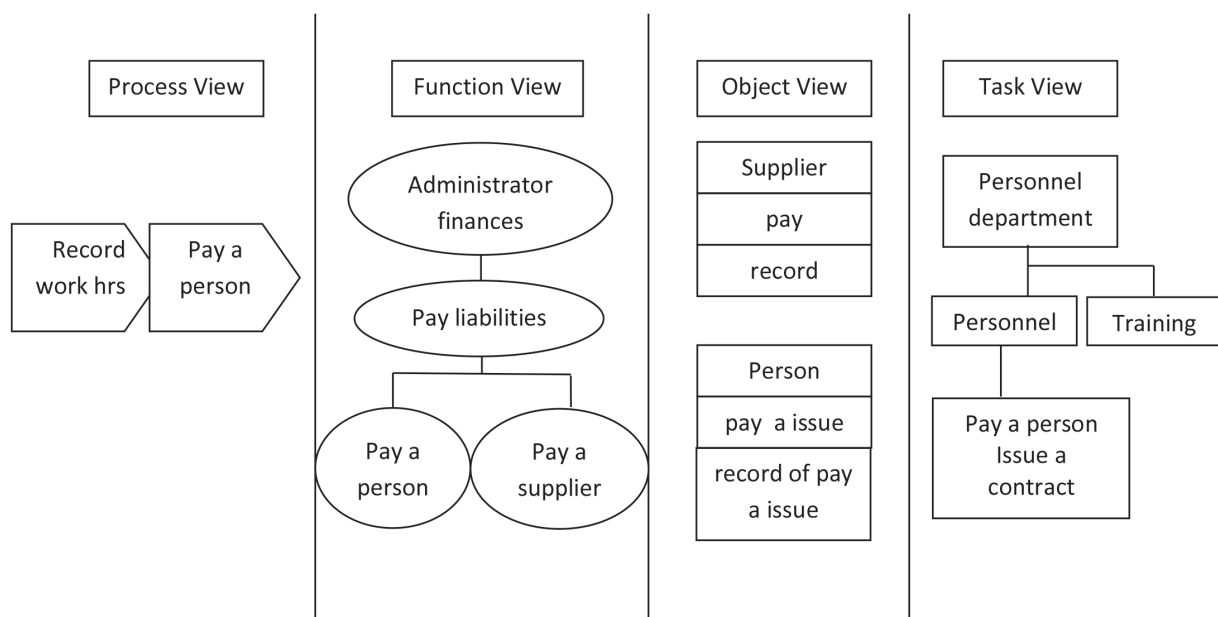 Process View
Record
work hrs
Pay a
person
Function View
Administrator
finances
Pay liabilities
Pay a
person
Pay a
supplier
Object View
Supplier
pay
record
Person
pay a issue
record of pay
a issue
Task View
Personnel
department
Personnel
Training
Pay a person
Issue a
contract